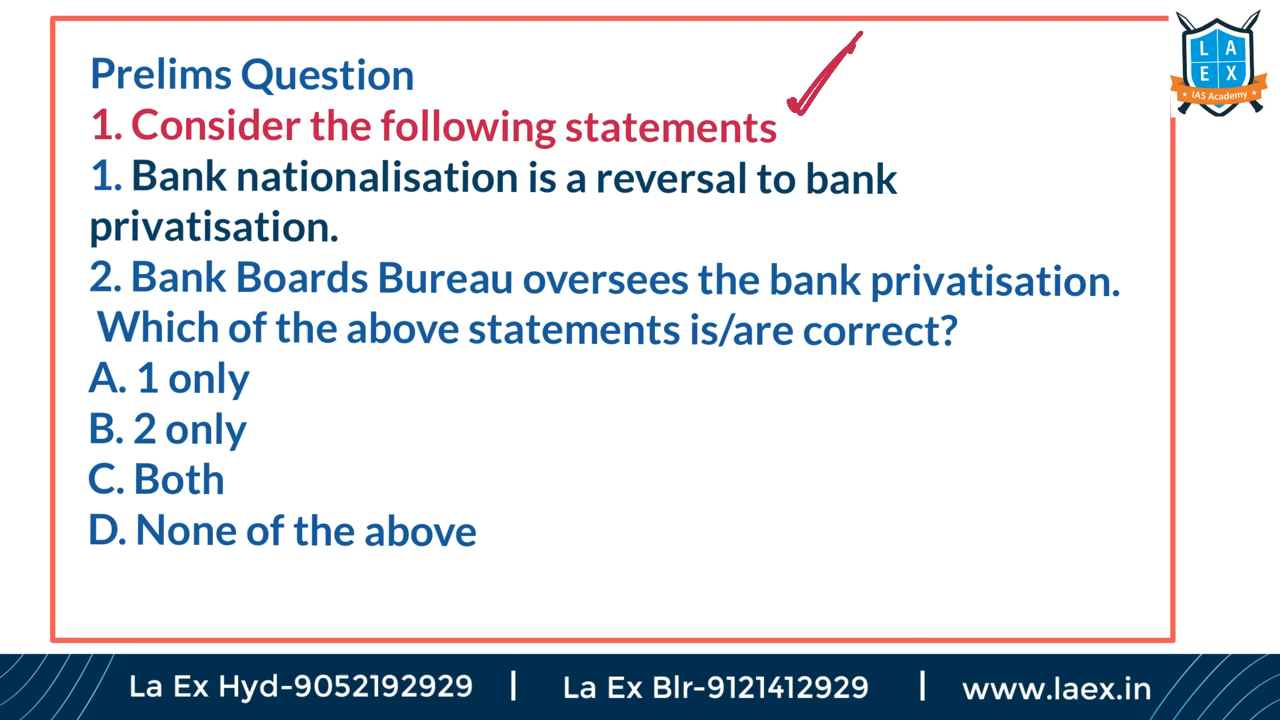 Prelims Question
1. Consider the following statements
1. Bank nationalisation is a reversal to bank
privatisation.
2. Bank Boards Bureau oversees the bank privatisation.
Which of the above statements is/are correct?
A. 1 only
B. 2 only
C. Both
D. None of the above
L A
E X
IAS Academy
La Ex Hyd-9052192929 | La Ex Blr-9121412929 | www.laex.in